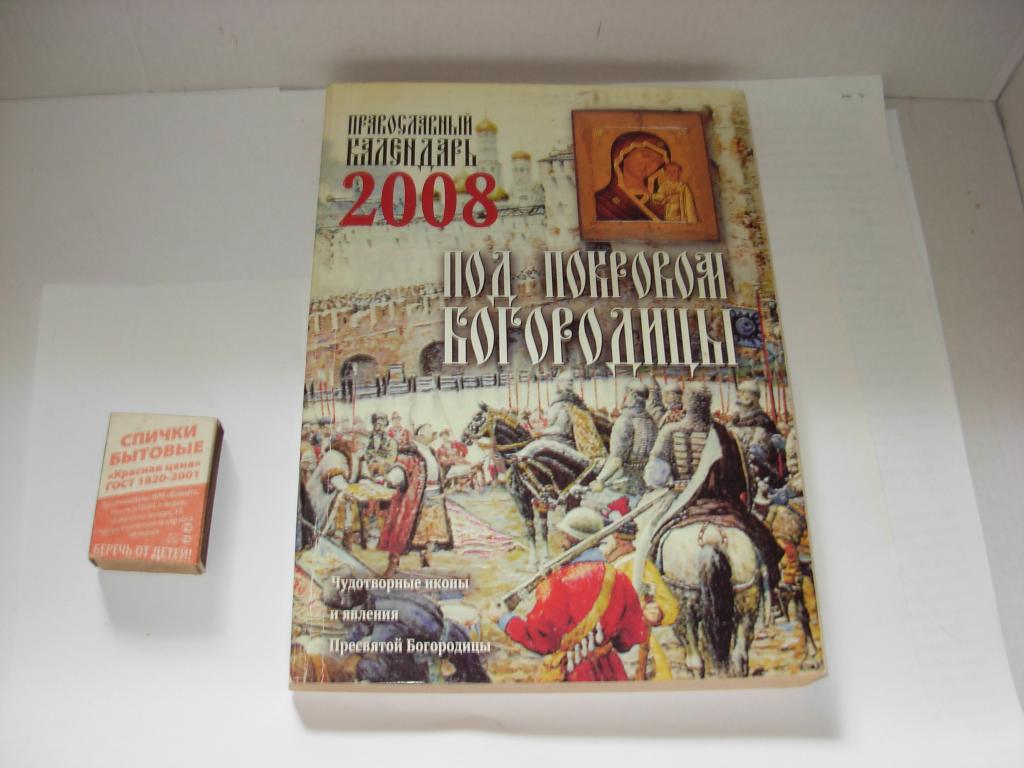 ПРАВОСЛАВНЫЙ
КАЛЕНДАРЬ
2008
ПОД ПОКРОВОМ
БОГОРОДИЦЫ
Чудотворные иконы
и явления
Пресвятой Богородицы
СПИЧКИ
БЫТОВЫЕ
«Красная цена»
ГОСТ 1820-2001
БЕРЕЧЬ ОТ ДЕТЕЙ!